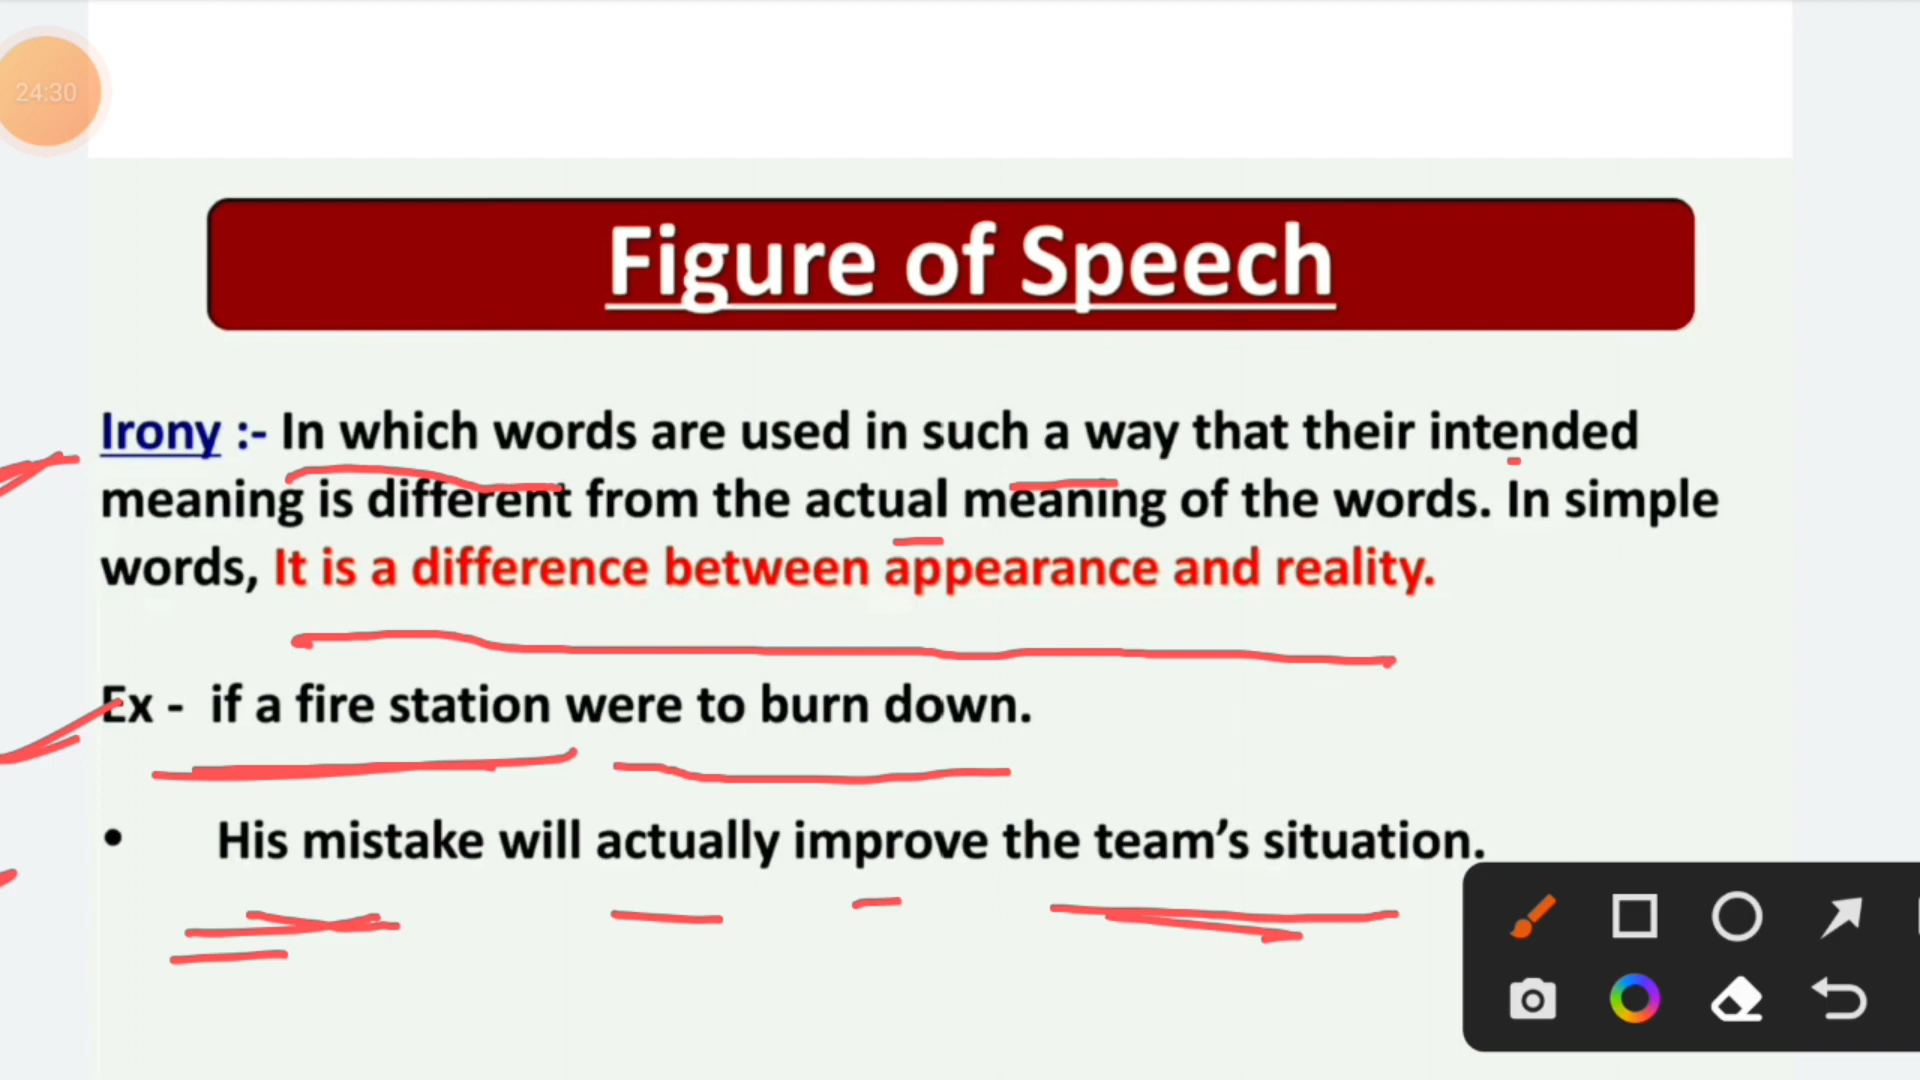 24:30
Figure of Speech
Irony :- In which words are used in such a way that their intended
meaning is different from the actual meaning of the words. In simple
words, It is a difference between appearance and reality.
Ex - if a fire station were to burn down.
• His mistake will actually improve the team’s situation.